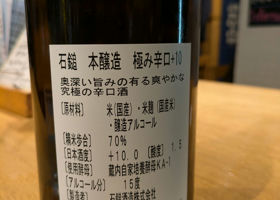 石鎚 本醸造 極み辛口+10
奥深い旨みの有る爽やかな
究極の辛口酒
【原材料】 米(国産)・米麹(国産米)
・醸造アルコール
【精米歩合】 70%
【日本酒度】 +10.0 【酸度】 1.6
【使用酵母】 蔵内自家培養酵母KA-1
【アルコール分】 15度
【製造者】 石鎚酒造株式会社